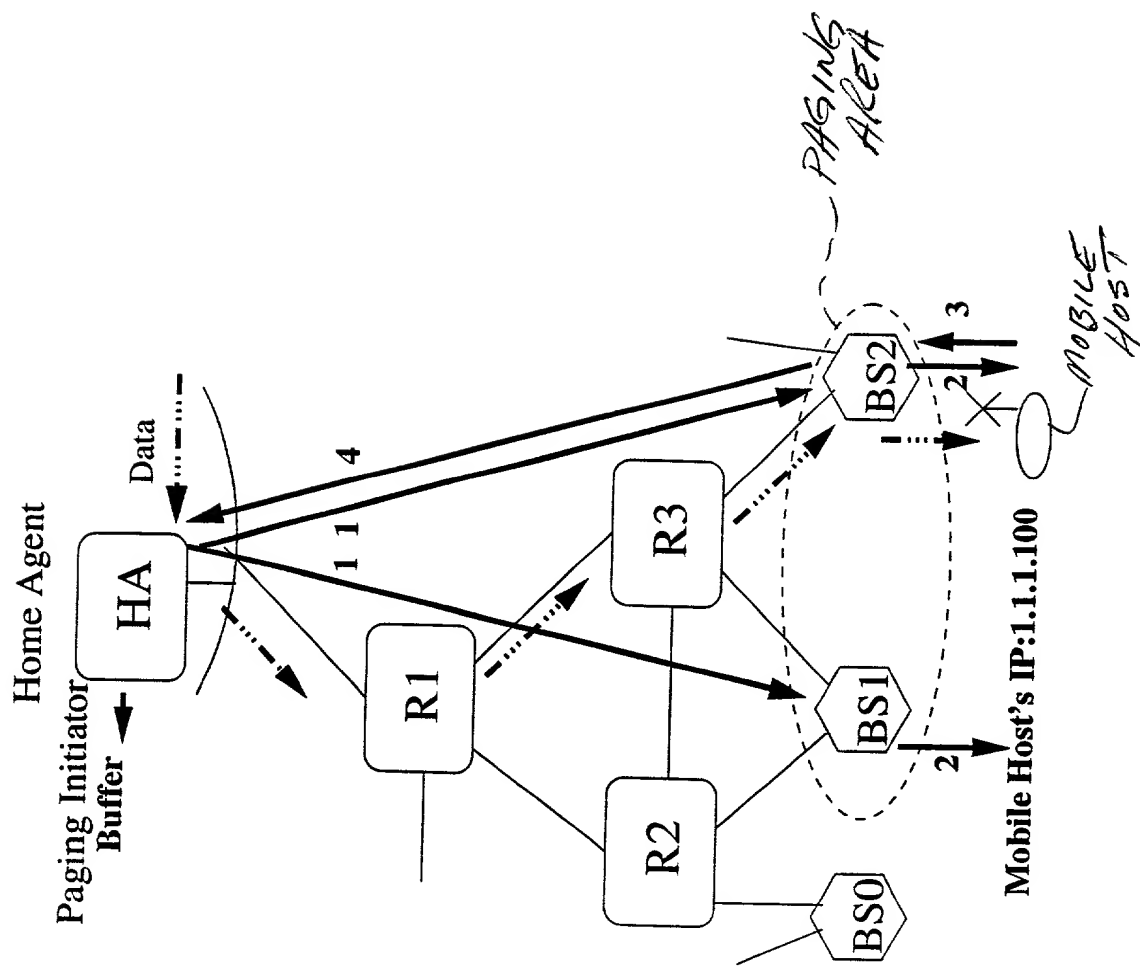 Home Agent
Paging Initiator
Buffer
HA
Data
1
1
4
R1
R2
R3
BS0
BS1
BS2
2
2
3
Mobile Host's IP:1.1.1.100
PAGING
AREA
MOBILE
HOST